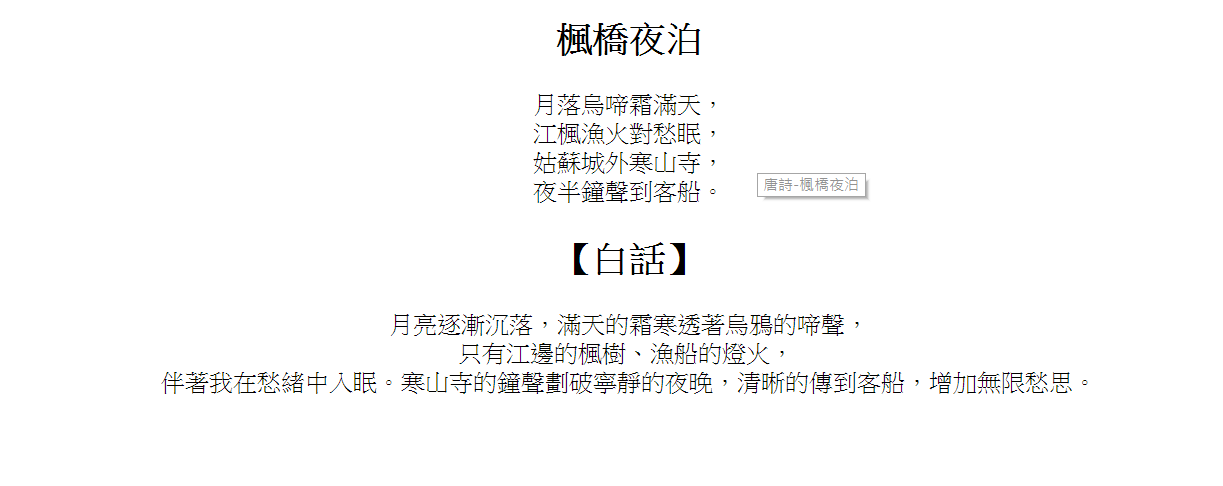 楓橋夜泊
月落烏啼霜滿天，
江楓漁火對愁眠，
姑蘇城外寒山寺，
夜半鐘聲到客船。
唐詩-楓橋夜泊
【白話】
月亮逐漸沉落，滿天的霜寒透著烏鴉的啼聲，
只有江邊的楓樹、漁船的燈火，
伴著我在愁緒中入眠。寒山寺的鐘聲劃破寧靜的夜晚，清晰的傳到客船，增加無限愁思。